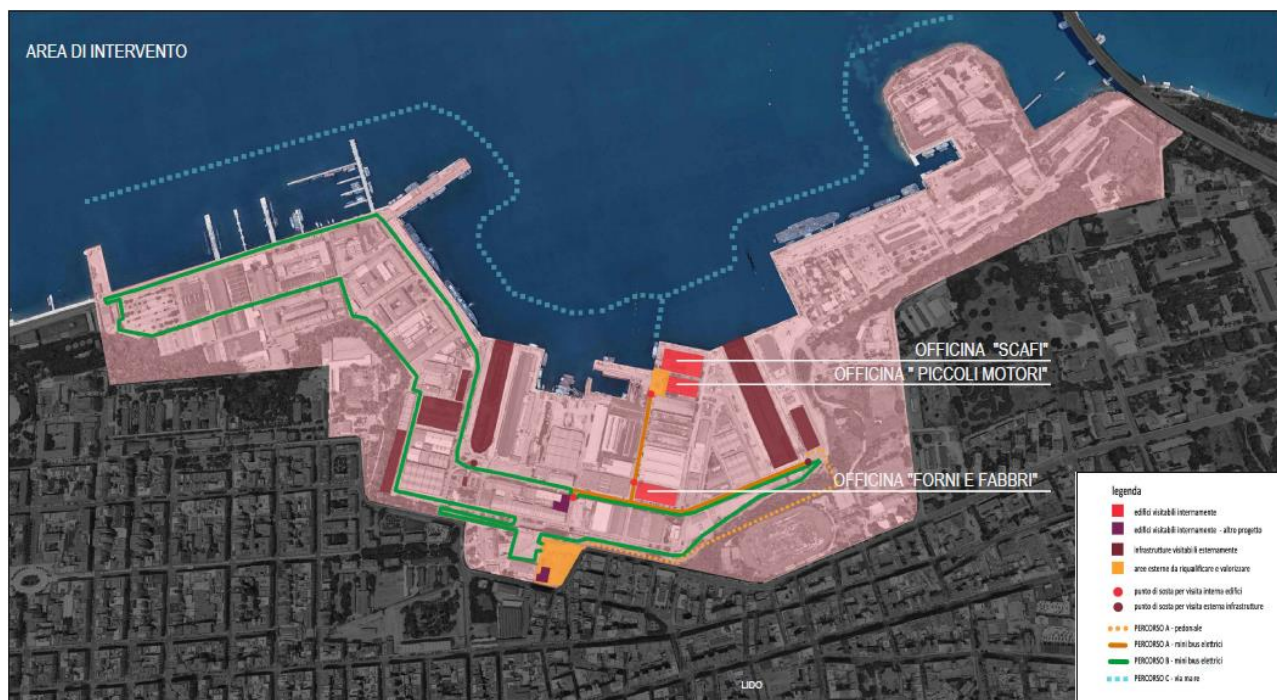 AREA DI INTERVENTO
OFFICINA "SCAFI"
OFFICINA " PICCOLI MOTORI"
OFFICINA "FORNI E FABBRI"
legenda
edifici visitabili internamente
edifici visitabili internamente - altro progetto
infrastrutture visitabili esternamente
aree esterne da riqualificare e valorizzare
punto di sosta per visita interna edifici
punto di sosta per visita esterna infrastrutture
PERCORSO A - pedonale
PERCORSO A - mini bus elettrici
PERCORSO B - mini bus elettrici
PERCORSO C - via mare
LIDO